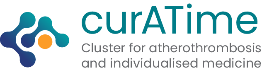 curATime
Cluster for atherothrombosis
and individualised medicine